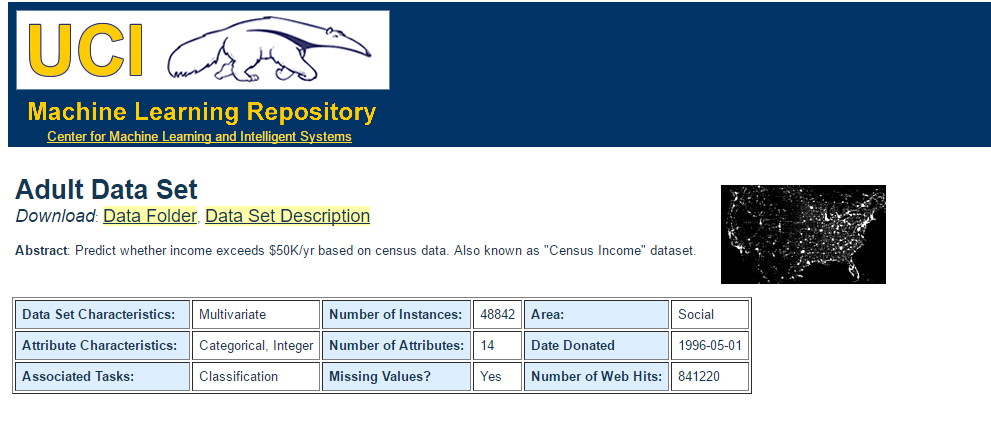 UCI
Machine Learning Repository
Center for Machine Learning and Intelligent Systems
Adult Data Set
Download: Data Folder, Data Set Description
Abstract: Predict whether income exceeds $50K/yr based on census data. Also known as "Census Income" dataset.
Data Set Characteristics: Multivariate Number of Instances: 48842 Area: Social
Attribute Characteristics: Categorical, Integer Number of Attributes: 14 Date Donated 1996-05-01
Associated Tasks: Classification Missing Values? Yes Number of Web Hits: 841220